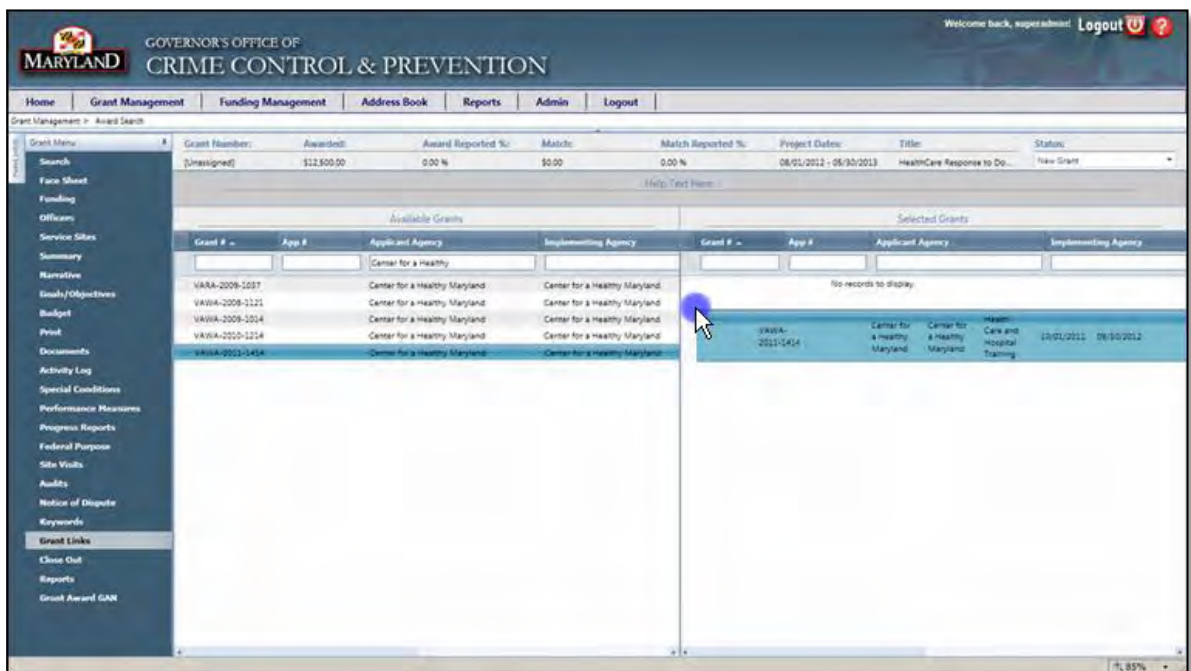 Welcome back, superadmin! Logout
MARYLAND
GOVERNOR'S OFFICE OF
CRIME CONTROL & PREVENTION
Home Grant Management Funding Management Address Book Reports Admin Logout
Grant Management > Award Search
Grant Menu
Search
Face Sheet
Funding
Officers
Service Sites
Summary
Narrative
Goals/Objectives
Budget
Print
Documents
Activity Log
Special Conditions
Performance Measures
Progress Reports
Federal Purpose
Site Visits
Audits
Notice of Dispute
Keywords
Grant Links
Close Out
Reports
Grant Award GAN
Grant Number: Awarded: Award Reported %: Match: Match Reported %: Project Dates: Title: Status:
[Unassigned] $12,500.00 0.00 % $0.00 0.00 % HealthCare Response to Do... New Grant
Help Text Here
Available Grants
Grant # App # Applicant Agency Implementing Agency
Center for a Healthy
VARA-2009-1037 Center for a Healthy Maryland Center for a Healthy Maryland
VAWA-2008-1121 Center for a Healthy Maryland Center for a Healthy Maryland
VAWA-2009-1014 Center for a Healthy Maryland Center for a Healthy Maryland
VAWA-2010-1214 Center for a Healthy Maryland Center for a Healthy Maryland
VAWA-2011-1414 Center for a Healthy Maryland Center for a Healthy Maryland
Selected Grants
Grant # App # Applicant Agency Implementing Agency
No records to display.
VAWA-
2011-1414
Center for
a Healthy
Maryland
Center for
a Healthy
Maryland
Health
Care and
Hospital
Training
10/01/2011 09/30/2012
85%